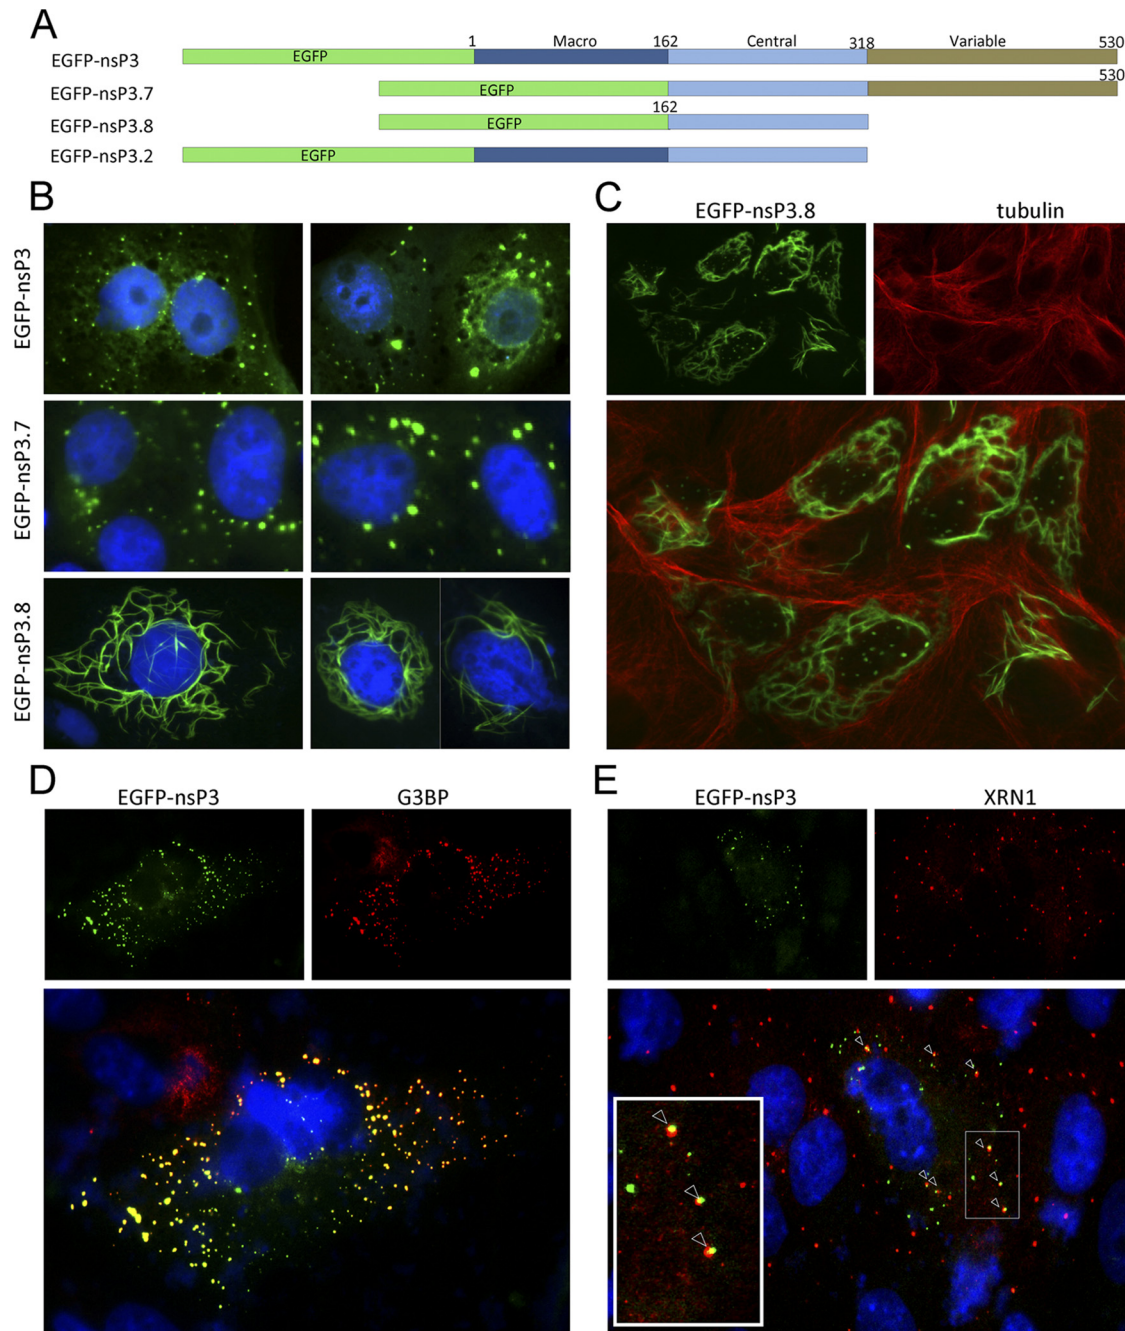 A
1 Macro 162 Central 318 Variable 530
EGFP-nsP3 EGFP
530
EGFP-nsP3.7 EGFP
162
EGFP-nsP3.8 EGFP
EGFP-nsP3.2 EGFP
B
EGFP-nsP3
EGFP-nsP3.7
EGFP-nsP3.8
C
EGFP-nsP3.8 tubulin
D
EGFP-nsP3 G3BP
E
EGFP-nsP3 XRN1